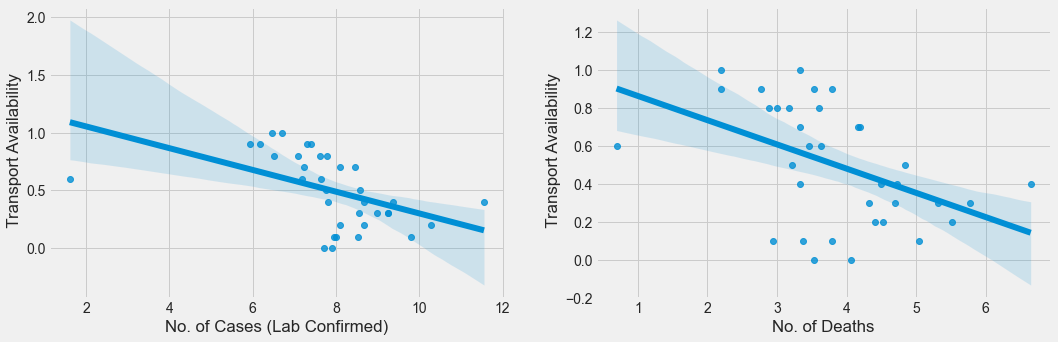 Transport Availability
2.0
1.5
1.0
0.5
0.0
2 4 6 8 10 12
No. of Cases (Lab Confirmed)
Transport Availability
1.2
1.0
0.8
0.6
0.4
0.2
0.0
−0.2
1 2 3 4 5 6
No. of Deaths